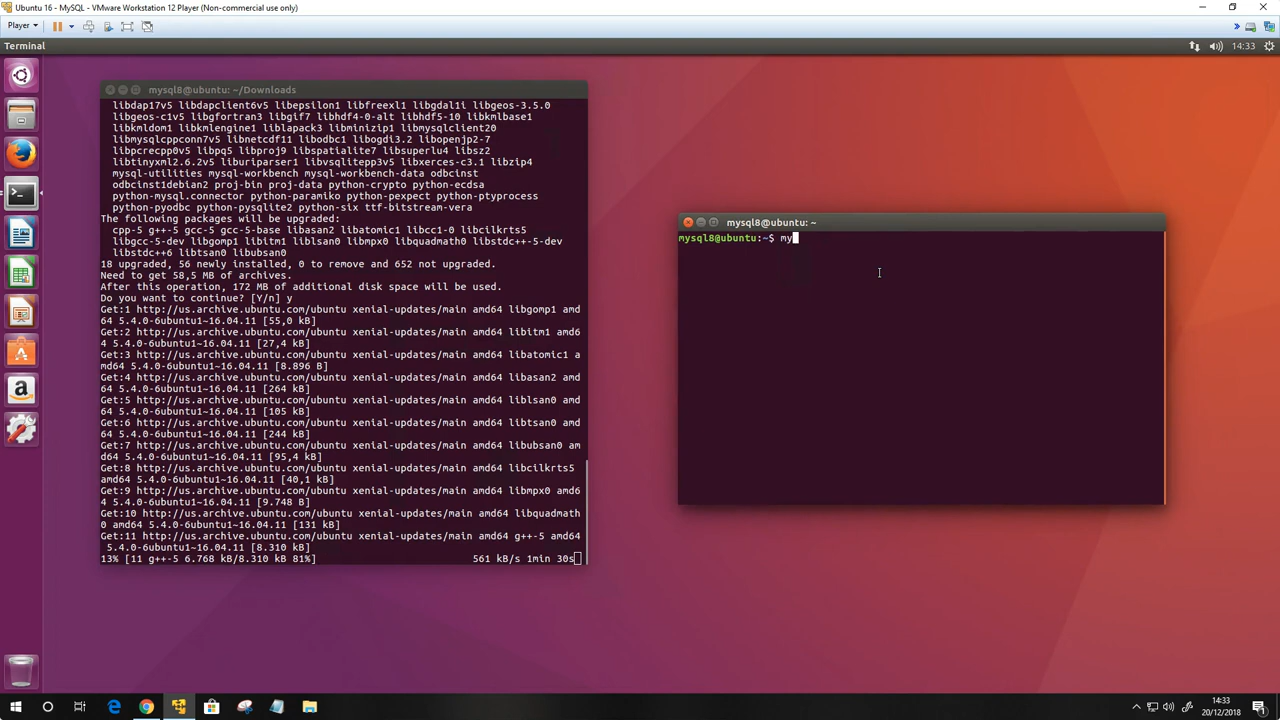 Ubuntu 16 - MySQL - VMware Workstation 12 Player (Non-commercial use only)
Player
Terminal
14:33
mysql8@ubuntu: ~/Downloads
libdap17v5 libdapclient6v5 libepsilon1 libfreexl1 libgdal1i libgeos-3.5.0
libgeos-c1v5 libgfortran3 libgif7 libhdf4-0-alt libhdf5-10 libkmlbase1
libkmldom1 libkmlengine1 liblapack3 libminizip1 libmysqlclient20
libmysqlcppconn7v5 libnetcdf11 libodbc1 libogdi3.2 libopenjp2-7
libpcrecpp0v5 libpq5 libproj9 libspatialite7 libsuperlu4 libsz2
libtinyxml2.6.2v5 liburiparser1 libvsqlitepp3v5 libxerces-c3.1 libzip4
mysql-utilities mysql-workbench mysql-workbench-data odbcinst
odbcinst1debian2 proj-bin proj-data python-crypto python-ecdsa
python-mysql.connector python-paramiko python-pexpect python-ptyprocess
python-pyodbc python-pysqlite2 python-six ttf-bitstream-vera
The following packages will be upgraded:
cpp-5 g++-5 gcc-5 gcc-5-base libasan2 libatomic1 libcc1-0 libcilkrts5
libgcc-5-dev libgomp1 libitm1 liblsan0 libmpx0 libquadmath0 libstdc++-5-dev
libstdc++6 libtsan0 libubsan0
18 upgraded, 56 newly installed, 0 to remove and 652 not upgraded.
Need to get 58,5 MB of archives.
After this operation, 172 MB of additional disk space will be used.
Do you want to continue? [Y/n] y
Get:1 http://us.archive.ubuntu.com/ubuntu xenial-updates/main amd64 libgomp1 amd
64 5.4.0-6ubuntu1~16.04.11 [55,0 kB]
Get:2 http://us.archive.ubuntu.com/ubuntu xenial-updates/main amd64 libitm1 amd6
4 5.4.0-6ubuntu1~16.04.11 [27,4 kB]
Get:3 http://us.archive.ubuntu.com/ubuntu xenial-updates/main amd64 libatomic1 a
md64 5.4.0-6ubuntu1~16.04.11 [8.896 B]
Get:4 http://us.archive.ubuntu.com/ubuntu xenial-updates/main amd64 libasan2 amd
64 5.4.0-6ubuntu1~16.04.11 [264 kB]
Get:5 http://us.archive.ubuntu.com/ubuntu xenial-updates/main amd64 liblsan0 amd
64 5.4.0-6ubuntu1~16.04.11 [105 kB]
Get:6 http://us.archive.ubuntu.com/ubuntu xenial-updates/main amd64 libtsan0 amd
64 5.4.0-6ubuntu1~16.04.11 [244 kB]
Get:7 http://us.archive.ubuntu.com/ubuntu xenial-updates/main amd64 libubsan0 am
d64 5.4.0-6ubuntu1~16.04.11 [95,4 kB]
Get:8 http://us.archive.ubuntu.com/ubuntu xenial-updates/main amd64 libcilkrts5
amd64 5.4.0-6ubuntu1~16.04.11 [40,1 kB]
Get:9 http://us.archive.ubuntu.com/ubuntu xenial-updates/main amd64 libmpx0 amd6
4 5.4.0-6ubuntu1~16.04.11 [9.748 B]
Get:10 http://us.archive.ubuntu.com/ubuntu xenial-updates/main amd64 libquadmath
0 amd64 5.4.0-6ubuntu1~16.04.11 [131 kB]
Get:11 http://us.archive.ubuntu.com/ubuntu xenial-updates/main amd64 g++-5 amd64
5.4.0-6ubuntu1~16.04.11 [8.310 kB]
13% [11 g++-5 6.768 kB/8.310 kB 81%] 561 kB/s 1min 30s
mysql8@ubuntu: ~
mysql8@ubuntu:~$ my
14:33
20/12/2018